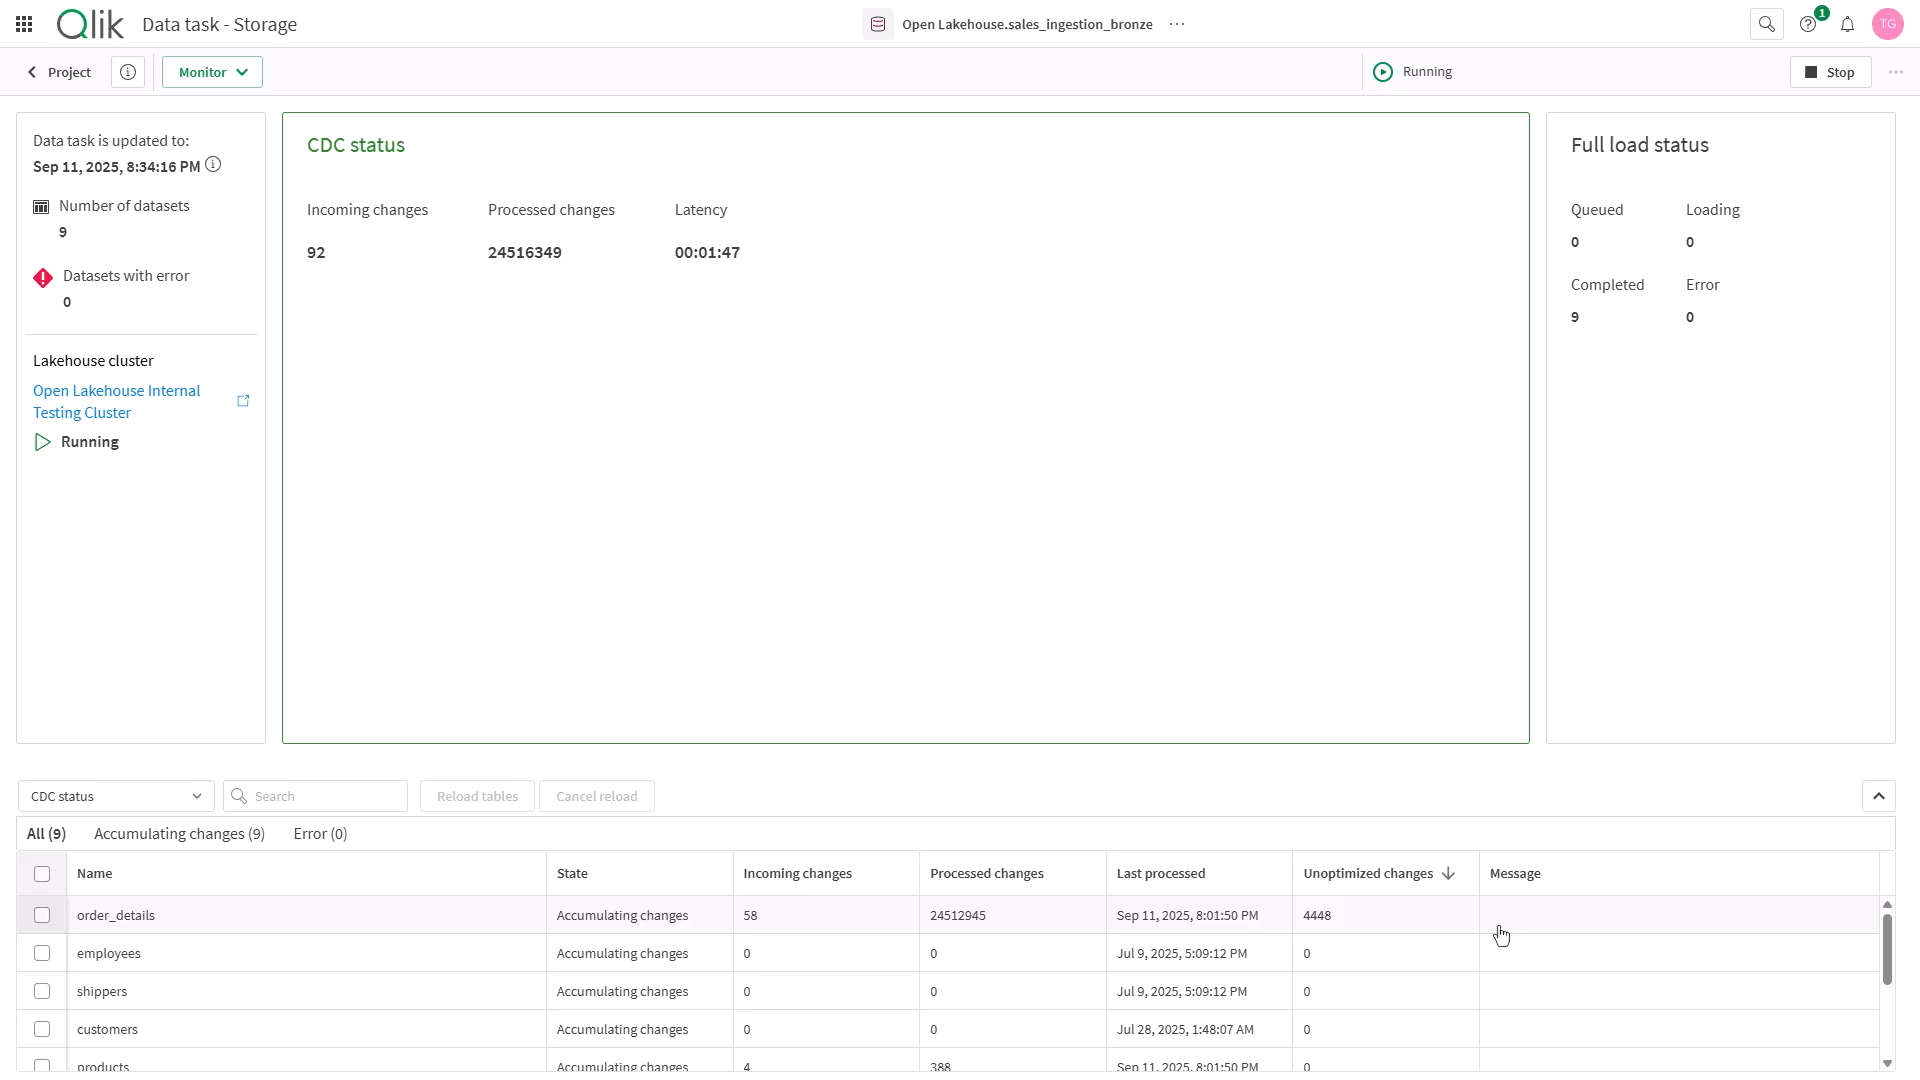 Qlik
Data task - Storage
Open Lakehouse.sales_ingestion_bronze
1
TG
Project
Monitor
Running
Stop
Data task is updated to:
Sep 11, 2025, 8:34:16 PM
Number of datasets
9
Datasets with error
0
Lakehouse cluster
Open Lakehouse Internal
Testing Cluster
Running
CDC status
Incoming changes Processed changes Latency
92 24516349 00:01:47
Full load status
Queued Loading
0 0
Completed Error
9 0
CDC status Search Reload tables Cancel reload
All (9) Accumulating changes (9) Error (0)
Name State Incoming changes Processed changes Last processed Unoptimized changes Message
order_details Accumulating changes 58 24512945 Sep 11, 2025, 8:01:50 PM 4448
employees Accumulating changes 0 0 Jul 9, 2025, 5:09:12 PM 0
shippers Accumulating changes 0 0 Jul 9, 2025, 5:09:12 PM 0
customers Accumulating changes 0 0 Jul 28, 2025, 1:48:07 AM 0
products Accumulating changes 4 388 Sep 11, 2025, 8:01:50 PM 0